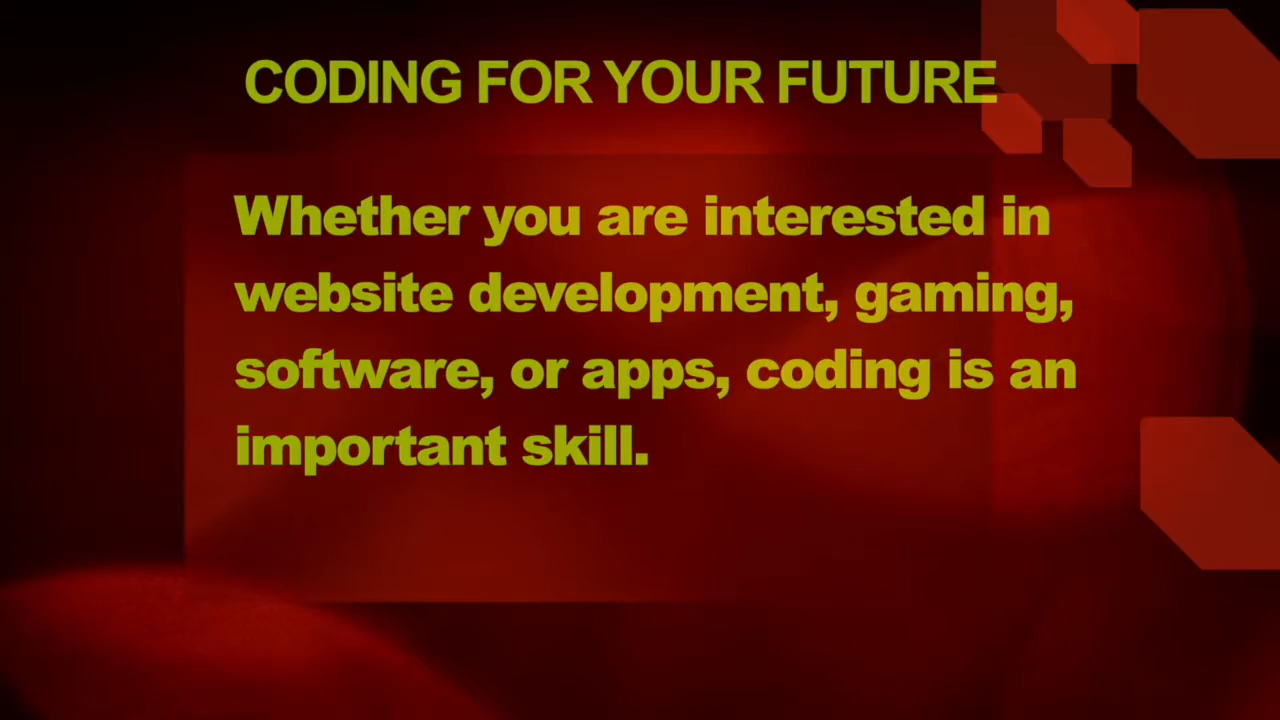 CODING FOR YOUR FUTURE
Whether you are interested in
website development, gaming,
software, or apps, coding is an
important skill.